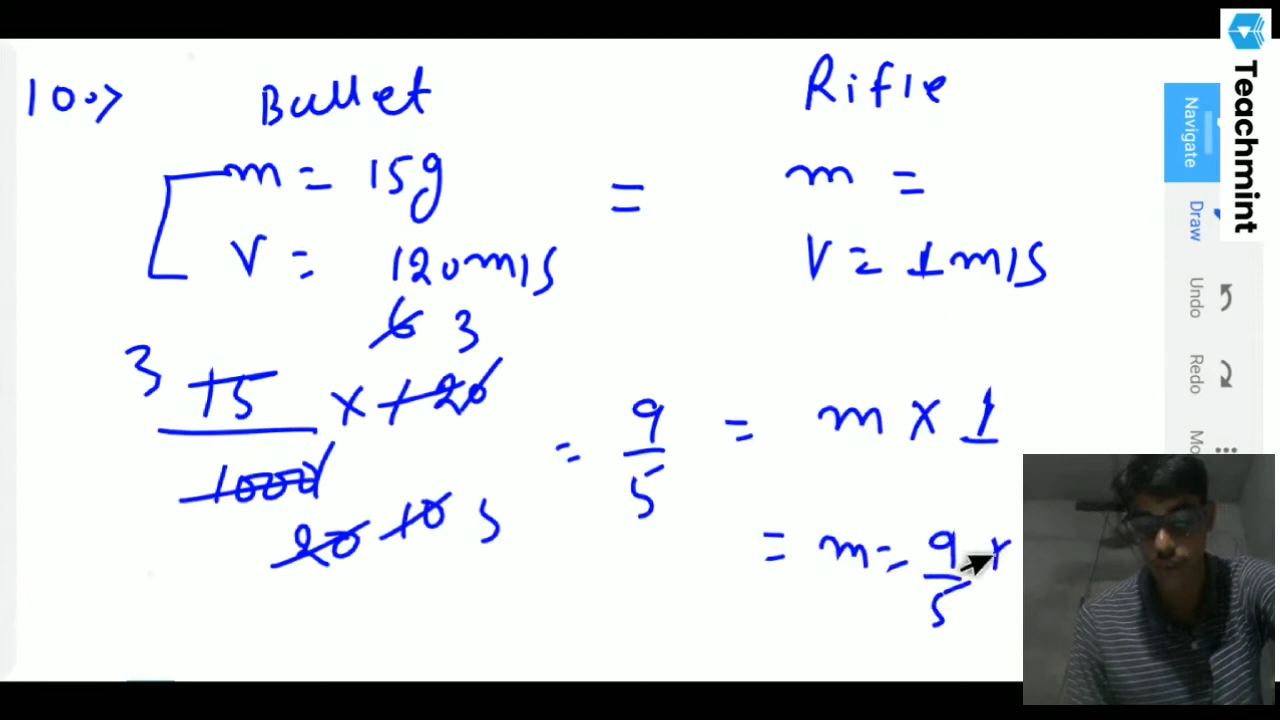 10.> Bullet Rifle
m = 15g = m =
V = 120m/s V = 1m/s
6 3
3 15 x 120
1000
= 9/5 = m x 1
20 10 5
= m = 9/5 x
Teachmint
Navigate
Draw
Undo
Redo